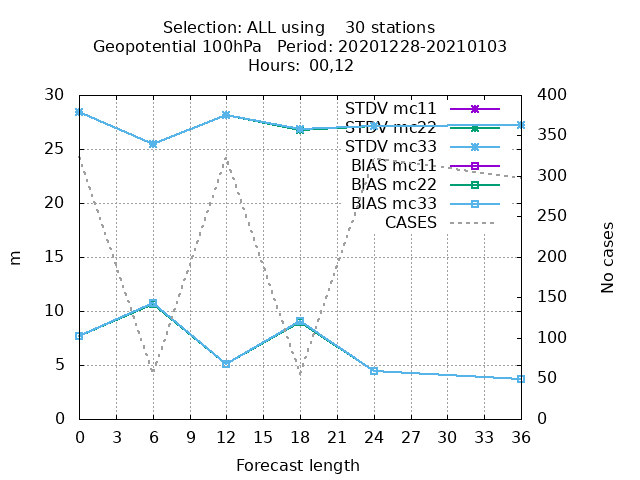 Selection: ALL using    30 stations
Geopotential 100hPa   Period: 20201228-20210103
Hours: 00,12
30
25
20
15
10
5
0
m
400
350
300
250
200
150
100
50
0
No cases
STDV mc11
STDV mc22
STDV mc33
BIAS mc11
BIAS mc22
BIAS mc33
CASES
0 3 6 9 12 15 18 21 24 27 30 33 36
Forecast length